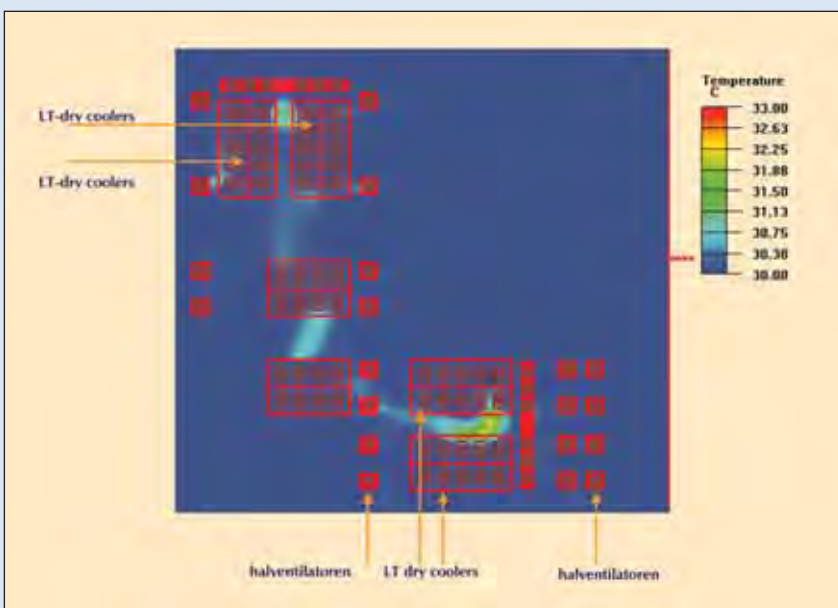 Temperature
C
33.00
32.63
32.25
31.88
31.50
31.13
30.75
30.38
30.00
LT-dry coolers
LT-dry coolers
halventilatoren
LT dry coolers
halventilatoren